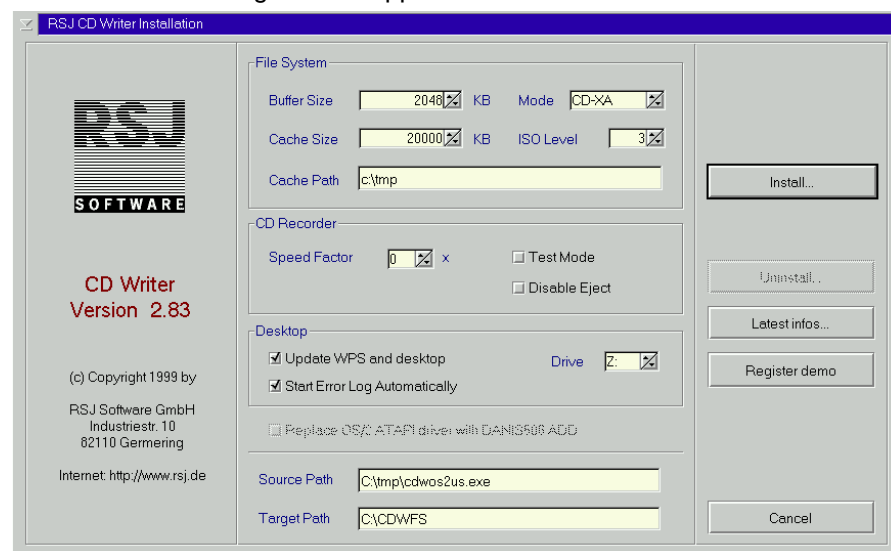 RSJ CD Writer Installation
RSJ
SOFTWARE
CD Writer
Version 2.83
(c) Copyright 1999 by
RSJ Software GmbH
Industriestr. 10
82110 Germering
Internet: http://www.rsj.de
File System
Buffer Size 2048 KB Mode CD-XA
Cache Size 20000 KB ISO Level 3
Cache Path c:\tmp
CD Recorder
Speed Factor 0 x Test Mode
Disable Eject
Desktop
Update WPS and desktop Drive Z:
Start Error Log Automatically
Replace OS/2 ATAPI driver with DANIS506 ADD
Source Path C:\tmp\cdwos2us.exe
Target Path C:\CDWFS
Install...
Uninstall...
Latest infos...
Register demo
Cancel